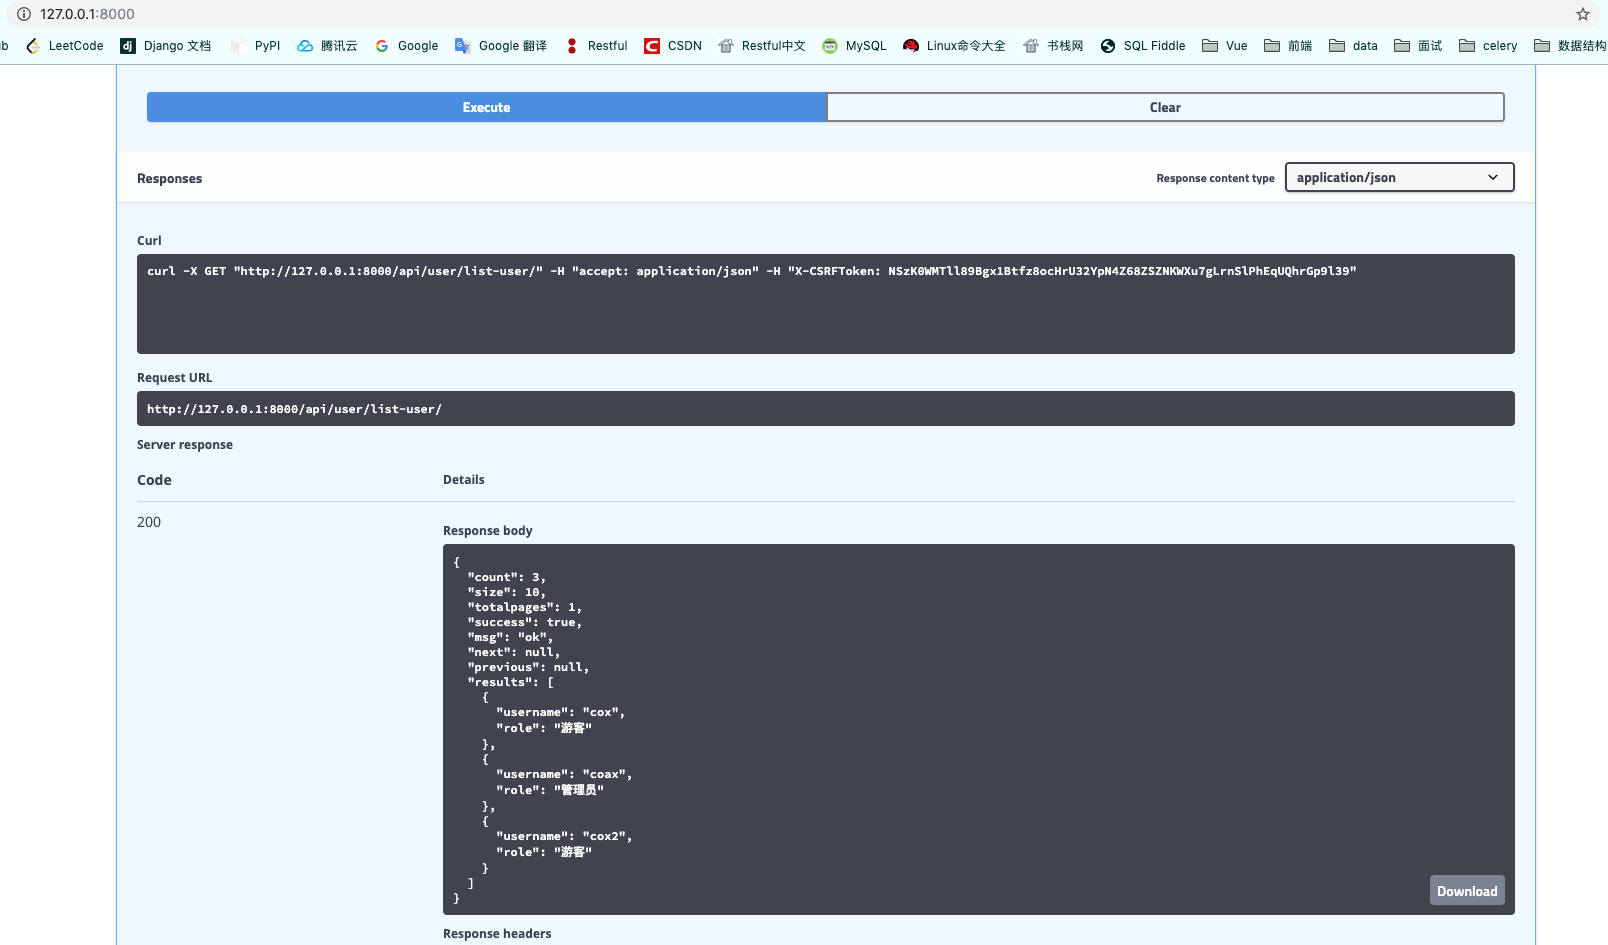 127.0.0.1:8000
b LeetCode Django 文档 PyPI 腾讯云 Google Google 翻译 Restful CSDN Restful中文 MySQL Linux命令大全 书栈网 SQL Fiddle Vue 前端 data 面试 celery 数据结构
Execute Clear
Responses Response content type application/json
Curl
curl -X GET "http://127.0.0.1:8000/api/user/list-user/" -H "accept: application/json" -H "X-CSRFToken: NSzK0WMTll89Bgx1Btfz8ocHrU32YpN4Z68ZSZNKWXu7gLrnSlPhEqUQhrGp9l39"
Request URL
http://127.0.0.1:8000/api/user/list-user/
Server response
Code Details
200
Response body
{
"count": 3,
"size": 10,
"totalpages": 1,
"success": true,
"msg": "ok",
"next": null,
"previous": null,
"results": [
{
"username": "cox",
"role": "游客"
},
{
"username": "coax",
"role": "管理员"
},
{
"username": "cox2",
"role": "游客"
}
]
}
Download
Response headers